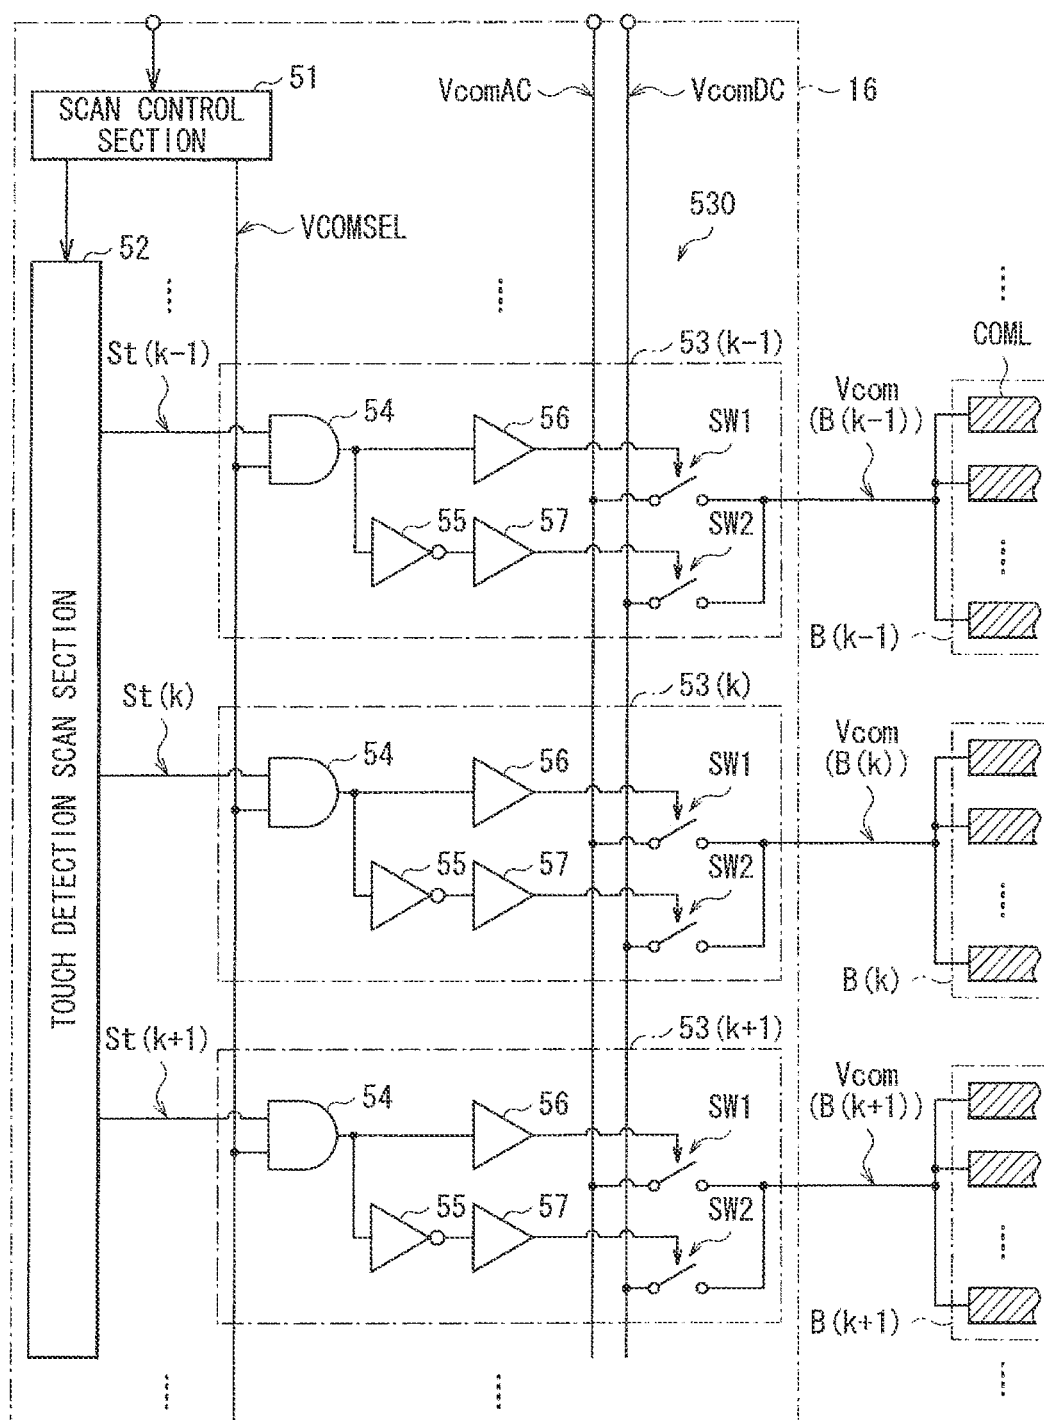 51
SCAN CONTROL
SECTION
VcomAC
VcomDC
16
VCOMSEL
530
52
TOUCH DETECTION SCAN SECTION
COML
St(k-1)
53(k-1)
54
56
SW1
Vcom
(B(k-1))
55
57
SW2
B(k-1)
St(k)
53(k)
54
56
SW1
Vcom
(B(k))
55
57
SW2
B(k)
St(k+1)
53(k+1)
54
56
SW1
Vcom
(B(k+1))
55
57
SW2
B(k+1)